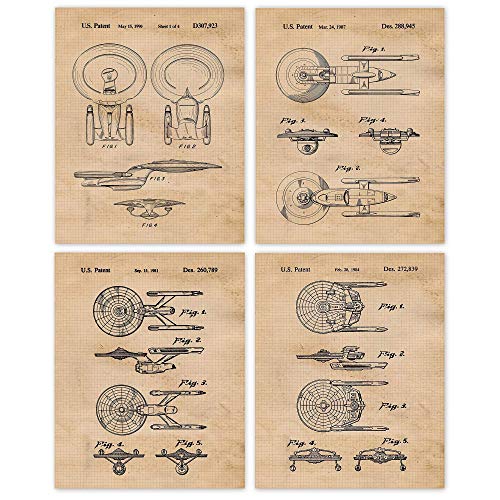 U.S. Patent May 15, 1990 Sheet 1 of 4 D307,923
FIG.1 FIG.2
FIG.3
FIG.4
U.S. Patent Mar. 24, 1987 Des. 288,945
Fig. 1.
Fig. 4. Fig. 3.
Fig. 2.
U.S. Patent Sep. 15, 1981 Des. 260,789
Fig. 1.
Fig. 2.
Fig. 3.
Fig. 4. Fig. 5.
U.S. Patent Feb. 28, 1984 Des. 272,839
Fig. 1.
Fig. 2.
Fig. 3.
Fig. 4. Fig. 5.